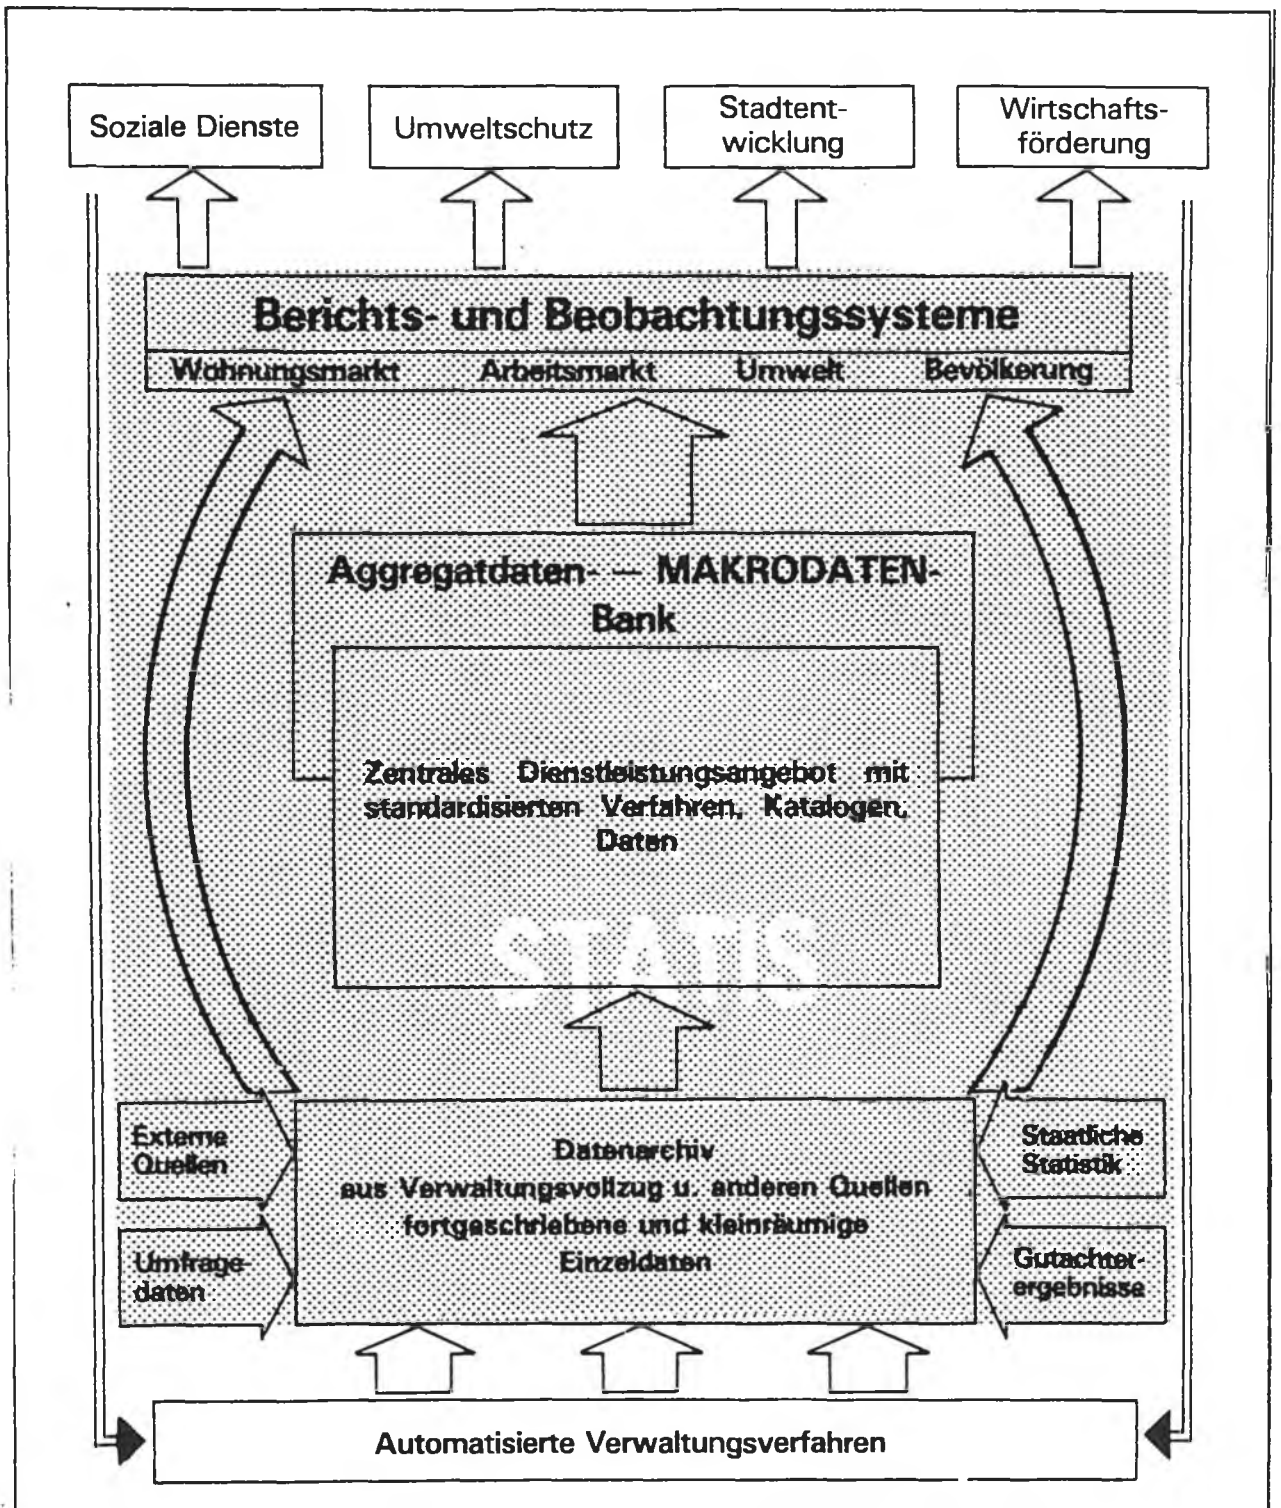 Soziale Dienste
Umweltschutz
Stadtent-
wicklung
Wirtschafts-
förderung
Berichts- und Beobachtungssysteme
Wohnungsmarkt Arbeitsmarkt Umwelt Bevölkerung
Aggregatdaten- — MAKRODATEN-
Bank
Zentrales Dienstleistungsangebot mit
standardisierten Verfahren, Katalogen,
Daten
STATIS
Externe
Quellen
Umfrage-
daten
Datenarchiv
aus Verwaltungsvollzug u. anderen Quellen
fortgeschriebene und kleinräumige
Einzeldaten
Staatliche
Statistik
Gutachter-
ergebnisse
Automatisierte Verwaltungsverfahren